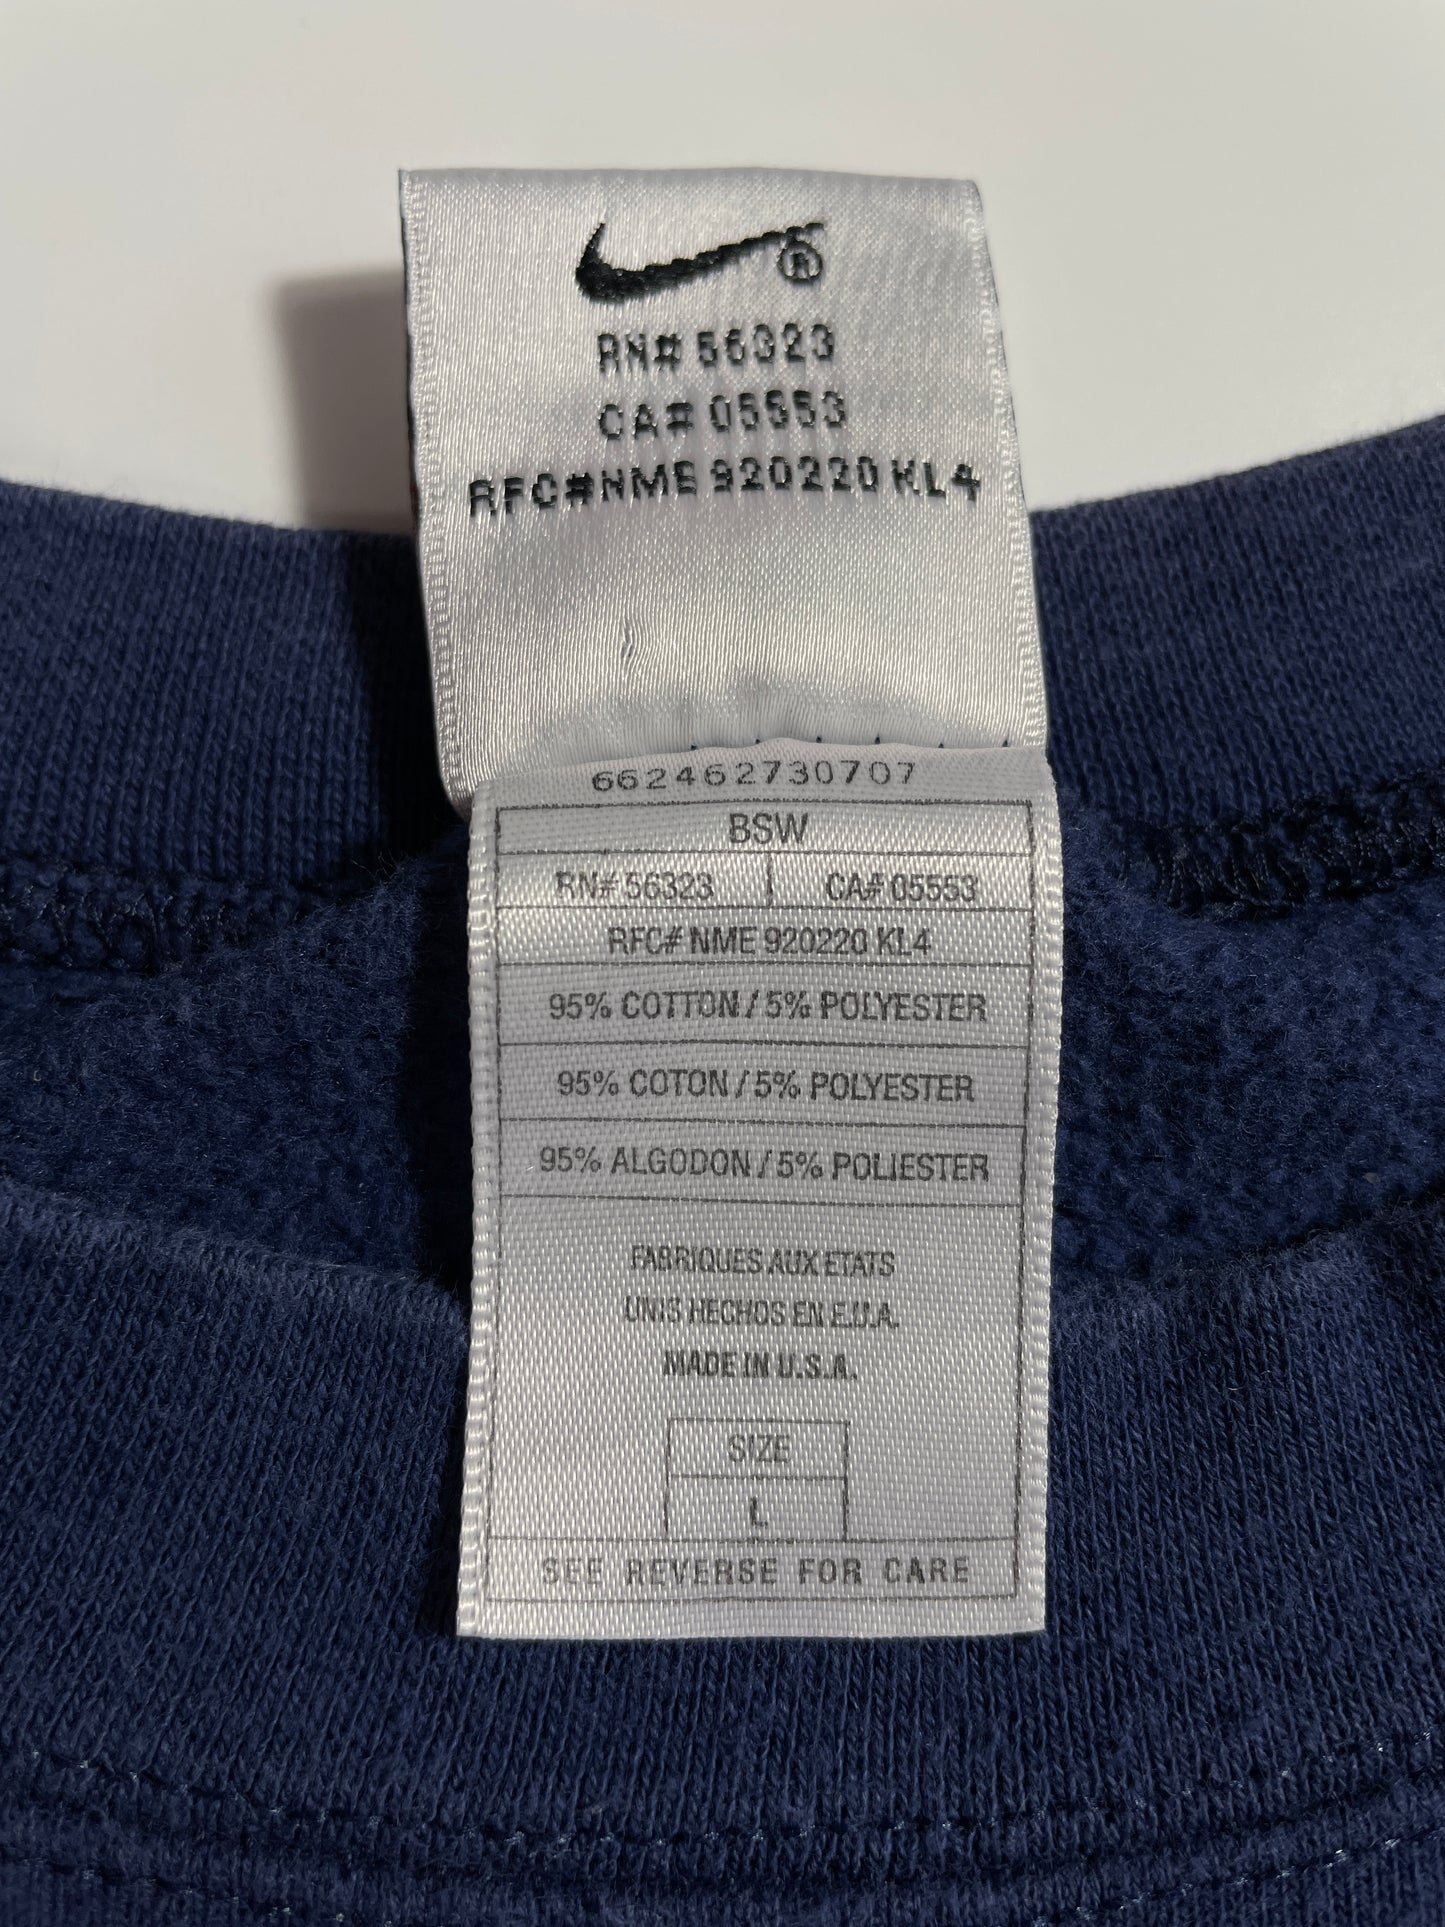 ®
RN# 56323
CA# 05553
RFC#NME 920220 KL4
662462730707
BSW
RN# 56323 CA# 05553
RFC# NME 920220 KL4
95% COTTON / 5% POLYESTER
95% COTON / 5% POLYESTER
95% ALGODON / 5% POLIESTER
FABRIQUES AUX ETATS
UNIS HECHOS EN E.U.A.
MADE IN U.S.A.
SIZE
L
SEE REVERSE FOR CARE